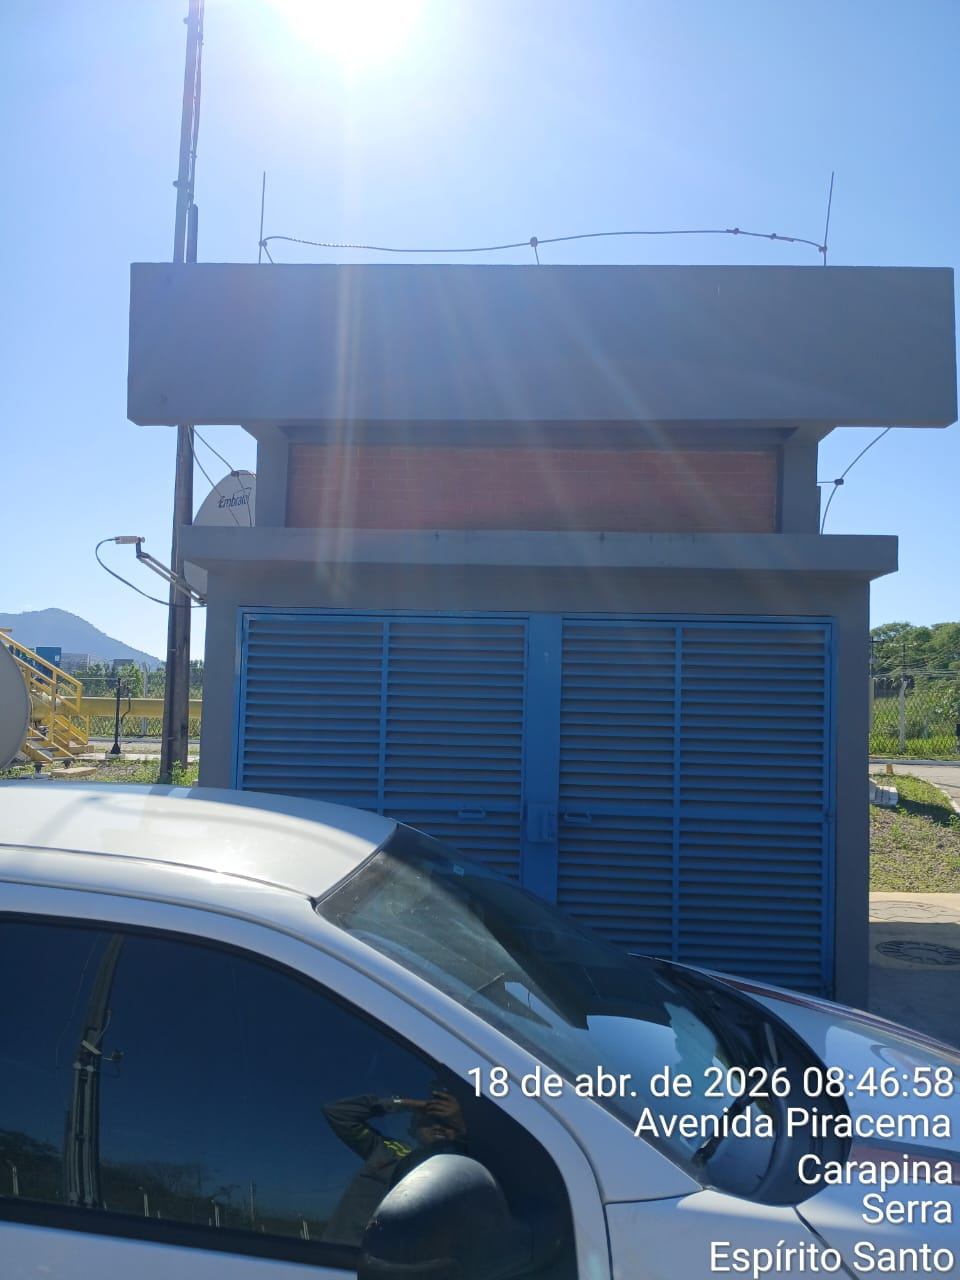 Embratel
18 de abr. de 2026 08:46:58
Avenida Piracema
Carapina
Serra
Espírito Santo